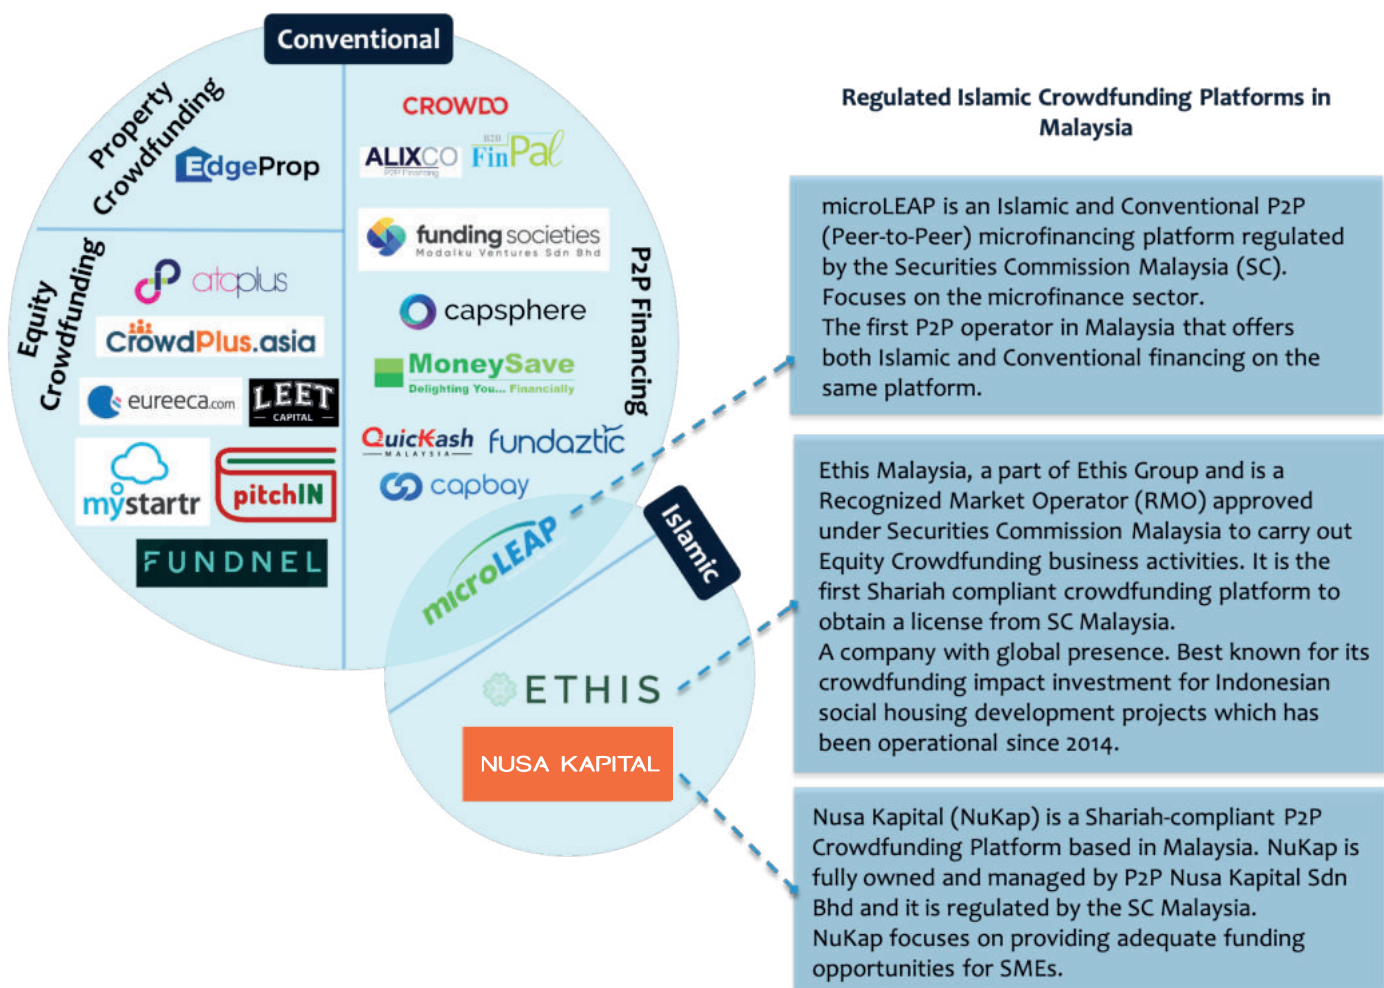 Conventional
Property
Crowdfunding
EdgeProp
Equity
Crowdfunding
ataplus
CrowdPlus.asia
eureeca.com
LEET
CAPITAL
mystartr
pitchIN
FUNDNEL
CROWDO
ALIXCO
P2P Financing
B2B
FinPal
funding societies
Modalku Ventures Sdn Bhd
P2P Financing
capsphere
MoneySave
Delighting You... Financially
QuicKash
MALAYSIA
fundaztic
capbay
microLEAP
Islamic
ETHIS
NUSA KAPITAL
Regulated Islamic Crowdfunding Platforms in
Malaysia
microLEAP is an Islamic and Conventional P2P
(Peer-to-Peer) microfinancing platform regulated
by the Securities Commission Malaysia (SC).
Focuses on the microfinance sector.
The first P2P operator in Malaysia that offers
both Islamic and Conventional financing on the
same platform.
Ethis Malaysia, a part of Ethis Group and is a
Recognized Market Operator (RMO) approved
under Securities Commission Malaysia to carry out
Equity Crowdfunding business activities. It is the
first Shariah compliant crowdfunding platform to
obtain a license from SC Malaysia.
A company with global presence. Best known for its
crowdfunding impact investment for Indonesian
social housing development projects which has
been operational since 2014.
Nusa Kapital (NuKap) is a Shariah-compliant P2P
Crowdfunding Platform based in Malaysia. NuKap is
fully owned and managed by P2P Nusa Kapital Sdn
Bhd and it is regulated by the SC Malaysia.
NuKap focuses on providing adequate funding
opportunities for SMEs.